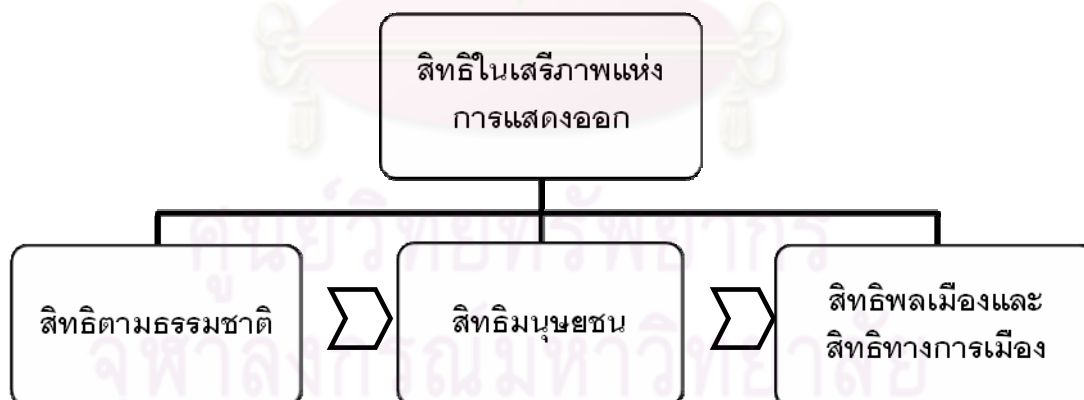 สิทธิในเสรีภาพแห่ง
การแสดงออก
สิทธิตามธรรมชาติ
สิทธิมนุษยชน
สิทธิพลเมืองและ
สิทธิทางการเมือง
ศูนย์วิทยทรัพยากร
จุฬาลงกรณ์มหาวิทยาลัย